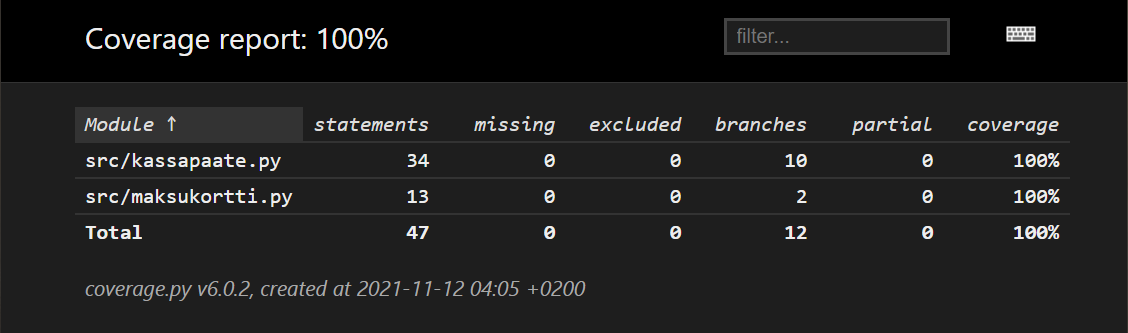 Coverage report: 100%
filter...
Module ↑ statements missing excluded branches partial coverage
src/kassapaate.py 34 0 0 10 0 100%
src/maksukortti.py 13 0 0 2 0 100%
Total 47 0 0 12 0 100%
coverage.py v6.0.2, created at 2021-11-12 04:05 +0200